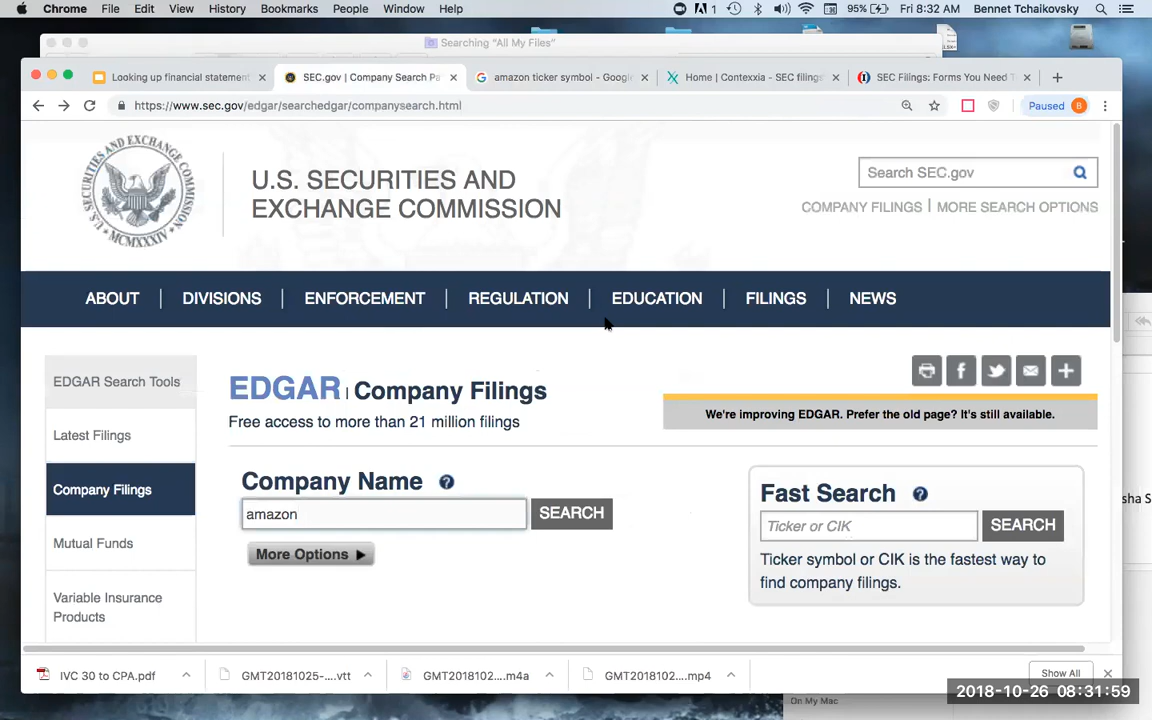 Chrome File Edit View History Bookmarks People Window Help 1 95% Fri 8:32 AM Bennet Tchaikovsky
Searching "All My Files"
Looking up financial statement SEC.gov | Company Search Pa amazon ticker symbol - Google Home | Contexxia - SEC filings SEC Filings: Forms You Need T
https://www.sec.gov/edgar/searchedgar/companysearch.html Paused B
U.S. SECURITIES AND
EXCHANGE COMMISSION
Search SEC.gov
COMPANY FILINGS | MORE SEARCH OPTIONS
MCMXXXIV
ABOUT | DIVISIONS | ENFORCEMENT | REGULATION | EDUCATION | FILINGS | NEWS
EDGAR Search Tools
Latest Filings
Company Filings
Mutual Funds
Variable Insurance
Products
EDGAR | Company Filings
Free access to more than 21 million filings
We're improving EDGAR. Prefer the old page? It's still available.
Company Name ?
amazon SEARCH
More Options
Fast Search ?
Ticker or CIK SEARCH
Ticker symbol or CIK is the fastest way to
find company filings.
sha S
IVC 30 to CPA.pdf GMT20181025-....vtt GMT2018102....m4a GMT2018102....mp4 Show All
2018-10-26 08:31:59
On My Mac